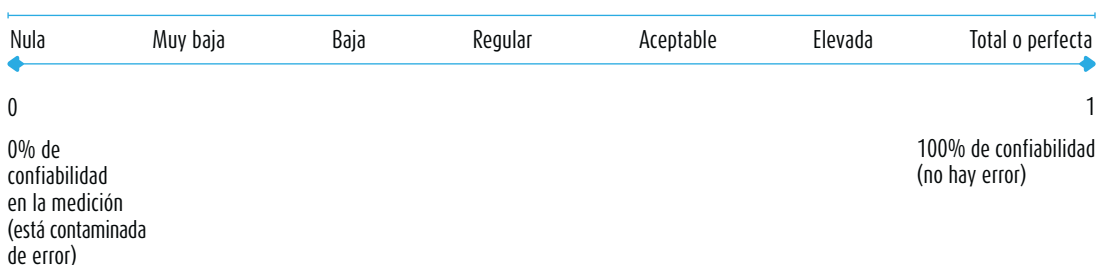 Nula Muy baja Baja Regular Aceptable Elevada Total o perfecta
0 1
0% de
confiabilidad
en la medición
(está contaminada
de error)
100% de confiabilidad
(no hay error)